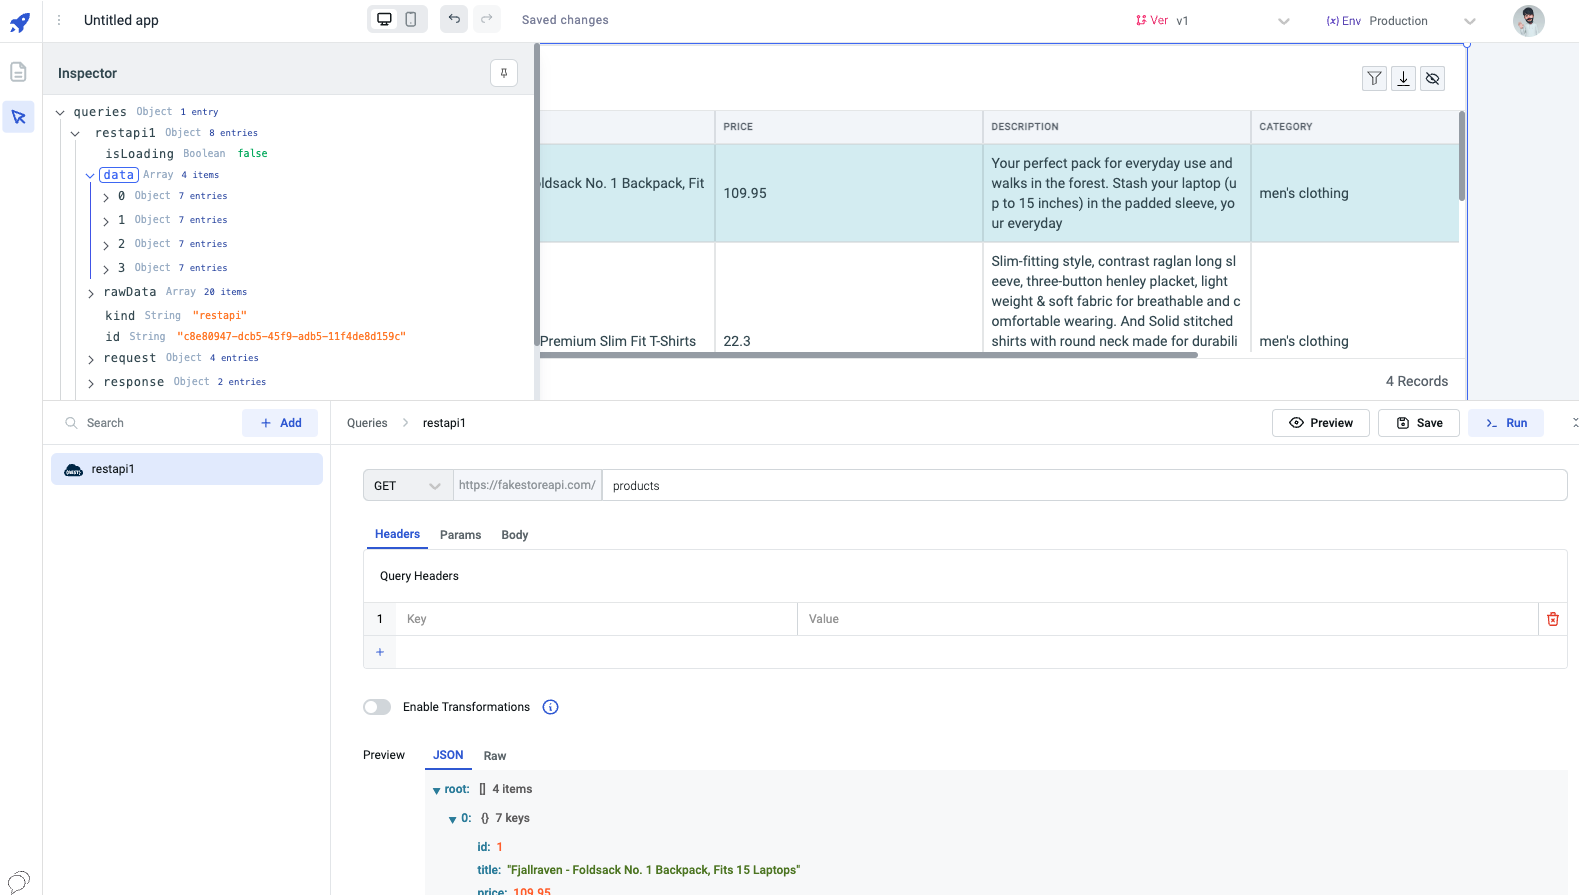 Untitled app
Saved changes
Ver v1
(x) Env Production
Inspector
queries Object 1 entry
restapi1 Object 8 entries
isLoading Boolean false
data Array 4 items
0 Object 7 entries
1 Object 7 entries
2 Object 7 entries
3 Object 7 entries
rawData Array 20 items
kind String "restapi"
id String "c8e80947-dcb5-45f9-adb5-11f4de8d159c"
request Object 4 entries
response Object 2 entries
PRICE DESCRIPTION CATEGORY
Your perfect pack for everyday use and
oldsack No. 1 Backpack, Fit 109.95 walks in the forest. Stash your laptop (u men's clothing
p to 15 inches) in the padded sleeve, yo
ur everyday
Slim-fitting style, contrast raglan long sl
eeve, three-button henley placket, light
weight & soft fabric for breathable and c
omfortable wearing. And Solid stitched
Premium Slim Fit T-Shirts 22.3 shirts with round neck made for durabili men's clothing
4 Records
Search
+ Add
restapi1
Queries > restapi1
Preview
Save
Run
GET https://fakestoreapi.com/ products
Headers Params Body
Query Headers
1 Key Value
+
Enable Transformations
Preview JSON Raw
root: [] 4 items
0: {} 7 keys
id: 1
title: "Fjallraven - Foldsack No. 1 Backpack, Fits 15 Laptops"
price: 109.95